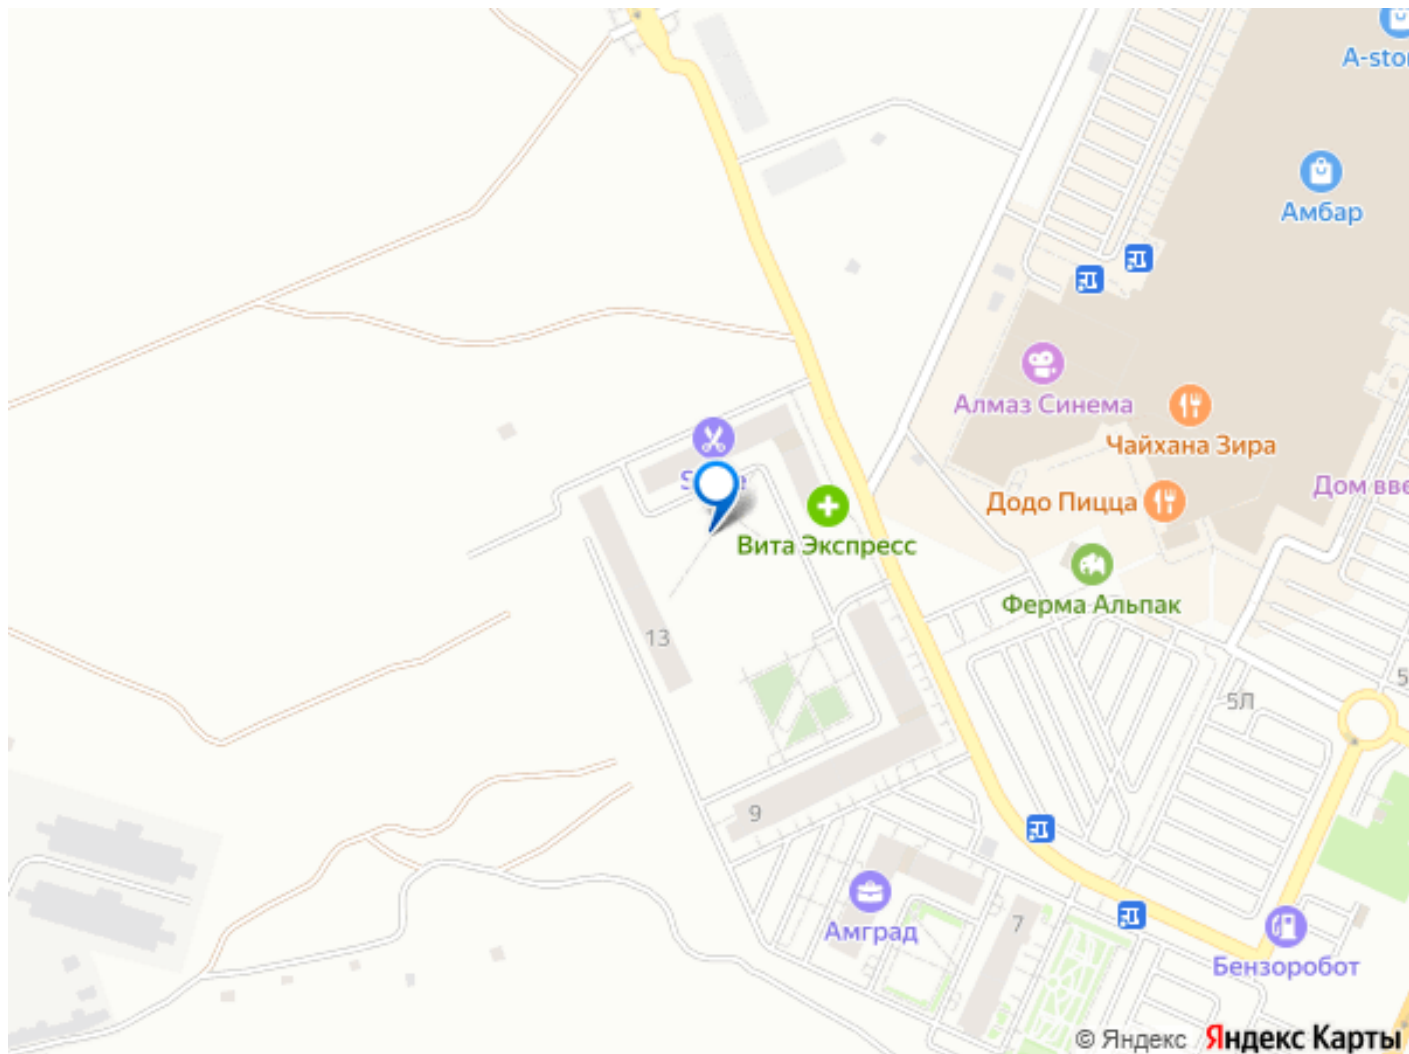 A-sto
Амбар
Алмаз Синема
Чайхана Зира
Додо Пицца
Дом вве
Вита Экспресс
Ферма Альпак
13
5
5Л
9
Амград
7
Бензоробот
© Яндекс Яндекс Карты